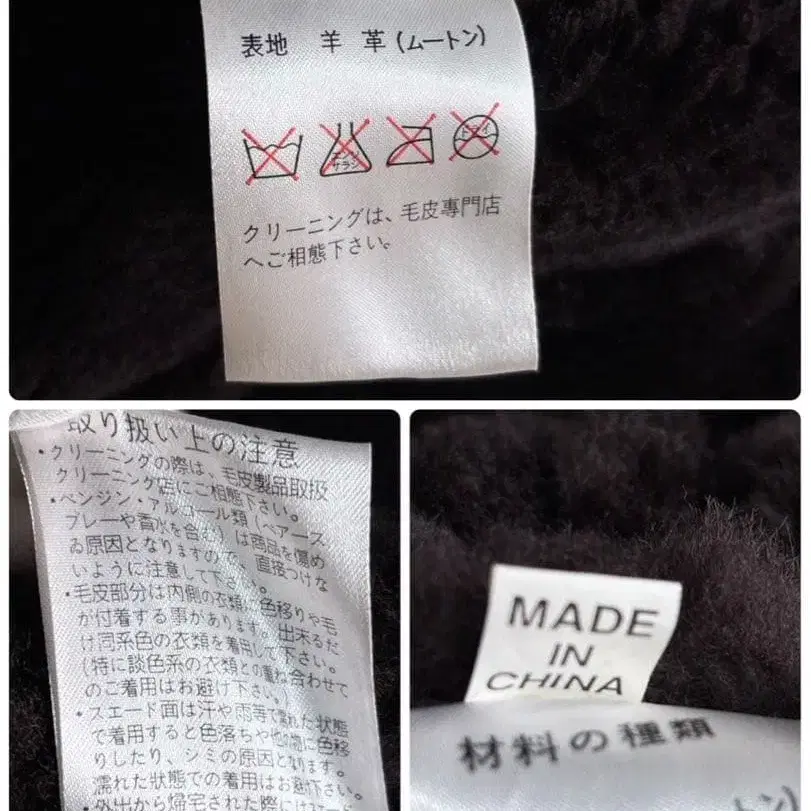 表地 羊革(ムートン)
エンソ
サラシ
ドライ
クリーニングは、毛皮専門店
へご相態下さい。
取り扱い上の注意
・クリーニングの際は、毛皮製品取扱
クリーニング店にご相態下さい。
・ベンジン・アルコール類(ヘアース
プレーや香水を含む)は商品を傷め
る原因となりますので、直接つけな
いように注意して下さい。
・毛皮部分は内側の衣類に色移りや毛
が付着する事があります。出来るだ
け同系色の衣類を着用して下さい。
(特に談色系の衣類との重ね合わせて
のご着用はお避け下さい。
・スエード面は汗や雨等で濡れた状態
で着用すると色落ちや他の物に色移
りしたり、シミの原因となります。
濡れた状態での着用はお避け下さい。
・外出から帰宅された際にはスエード
MADE
IN
CHINA
材料の種類
トン)